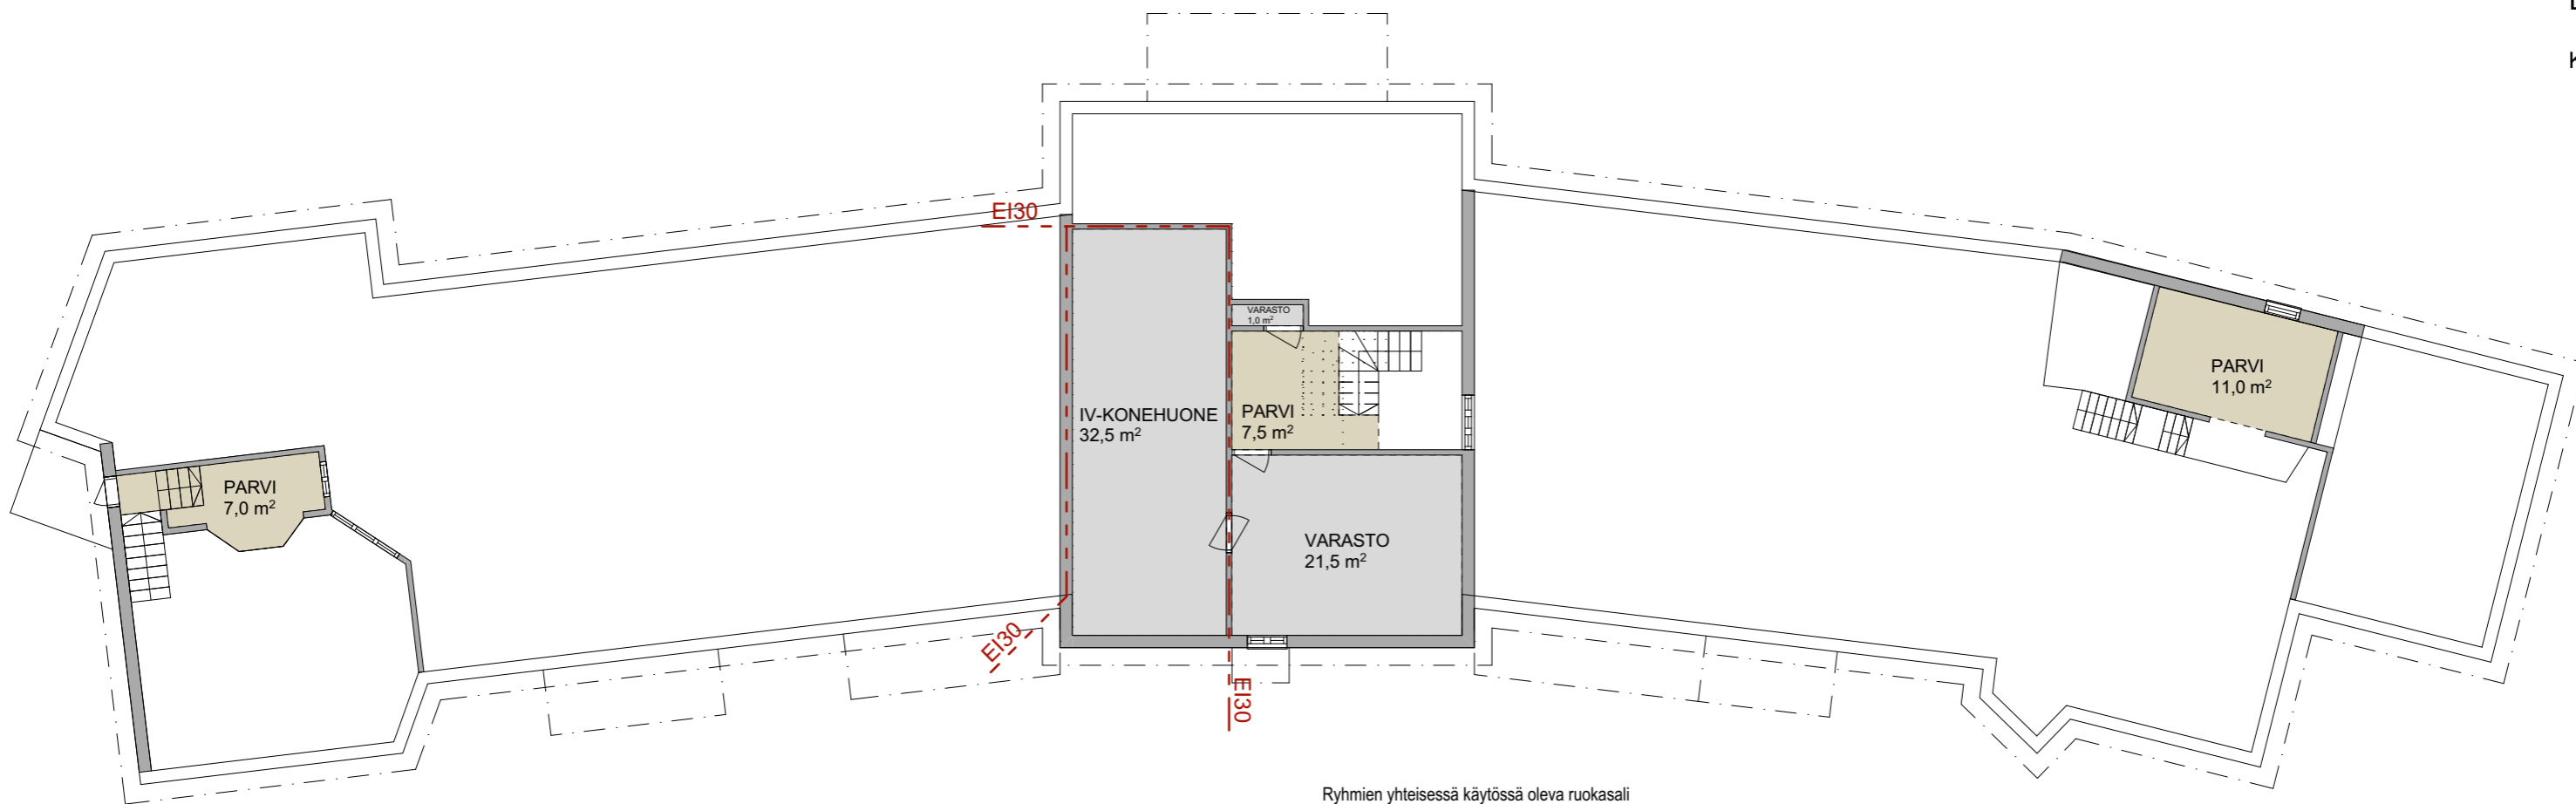 EI30
VARASTO
1,0 m²
PARVI
11,0 m²
IV-KONEHUONE
32,5 m²
PARVI
7,5 m²
PARVI
7,0 m²
VARASTO
21,5 m²
EI30
EI30
Ryhmien yhteisessä käytössä oleva ruokasali